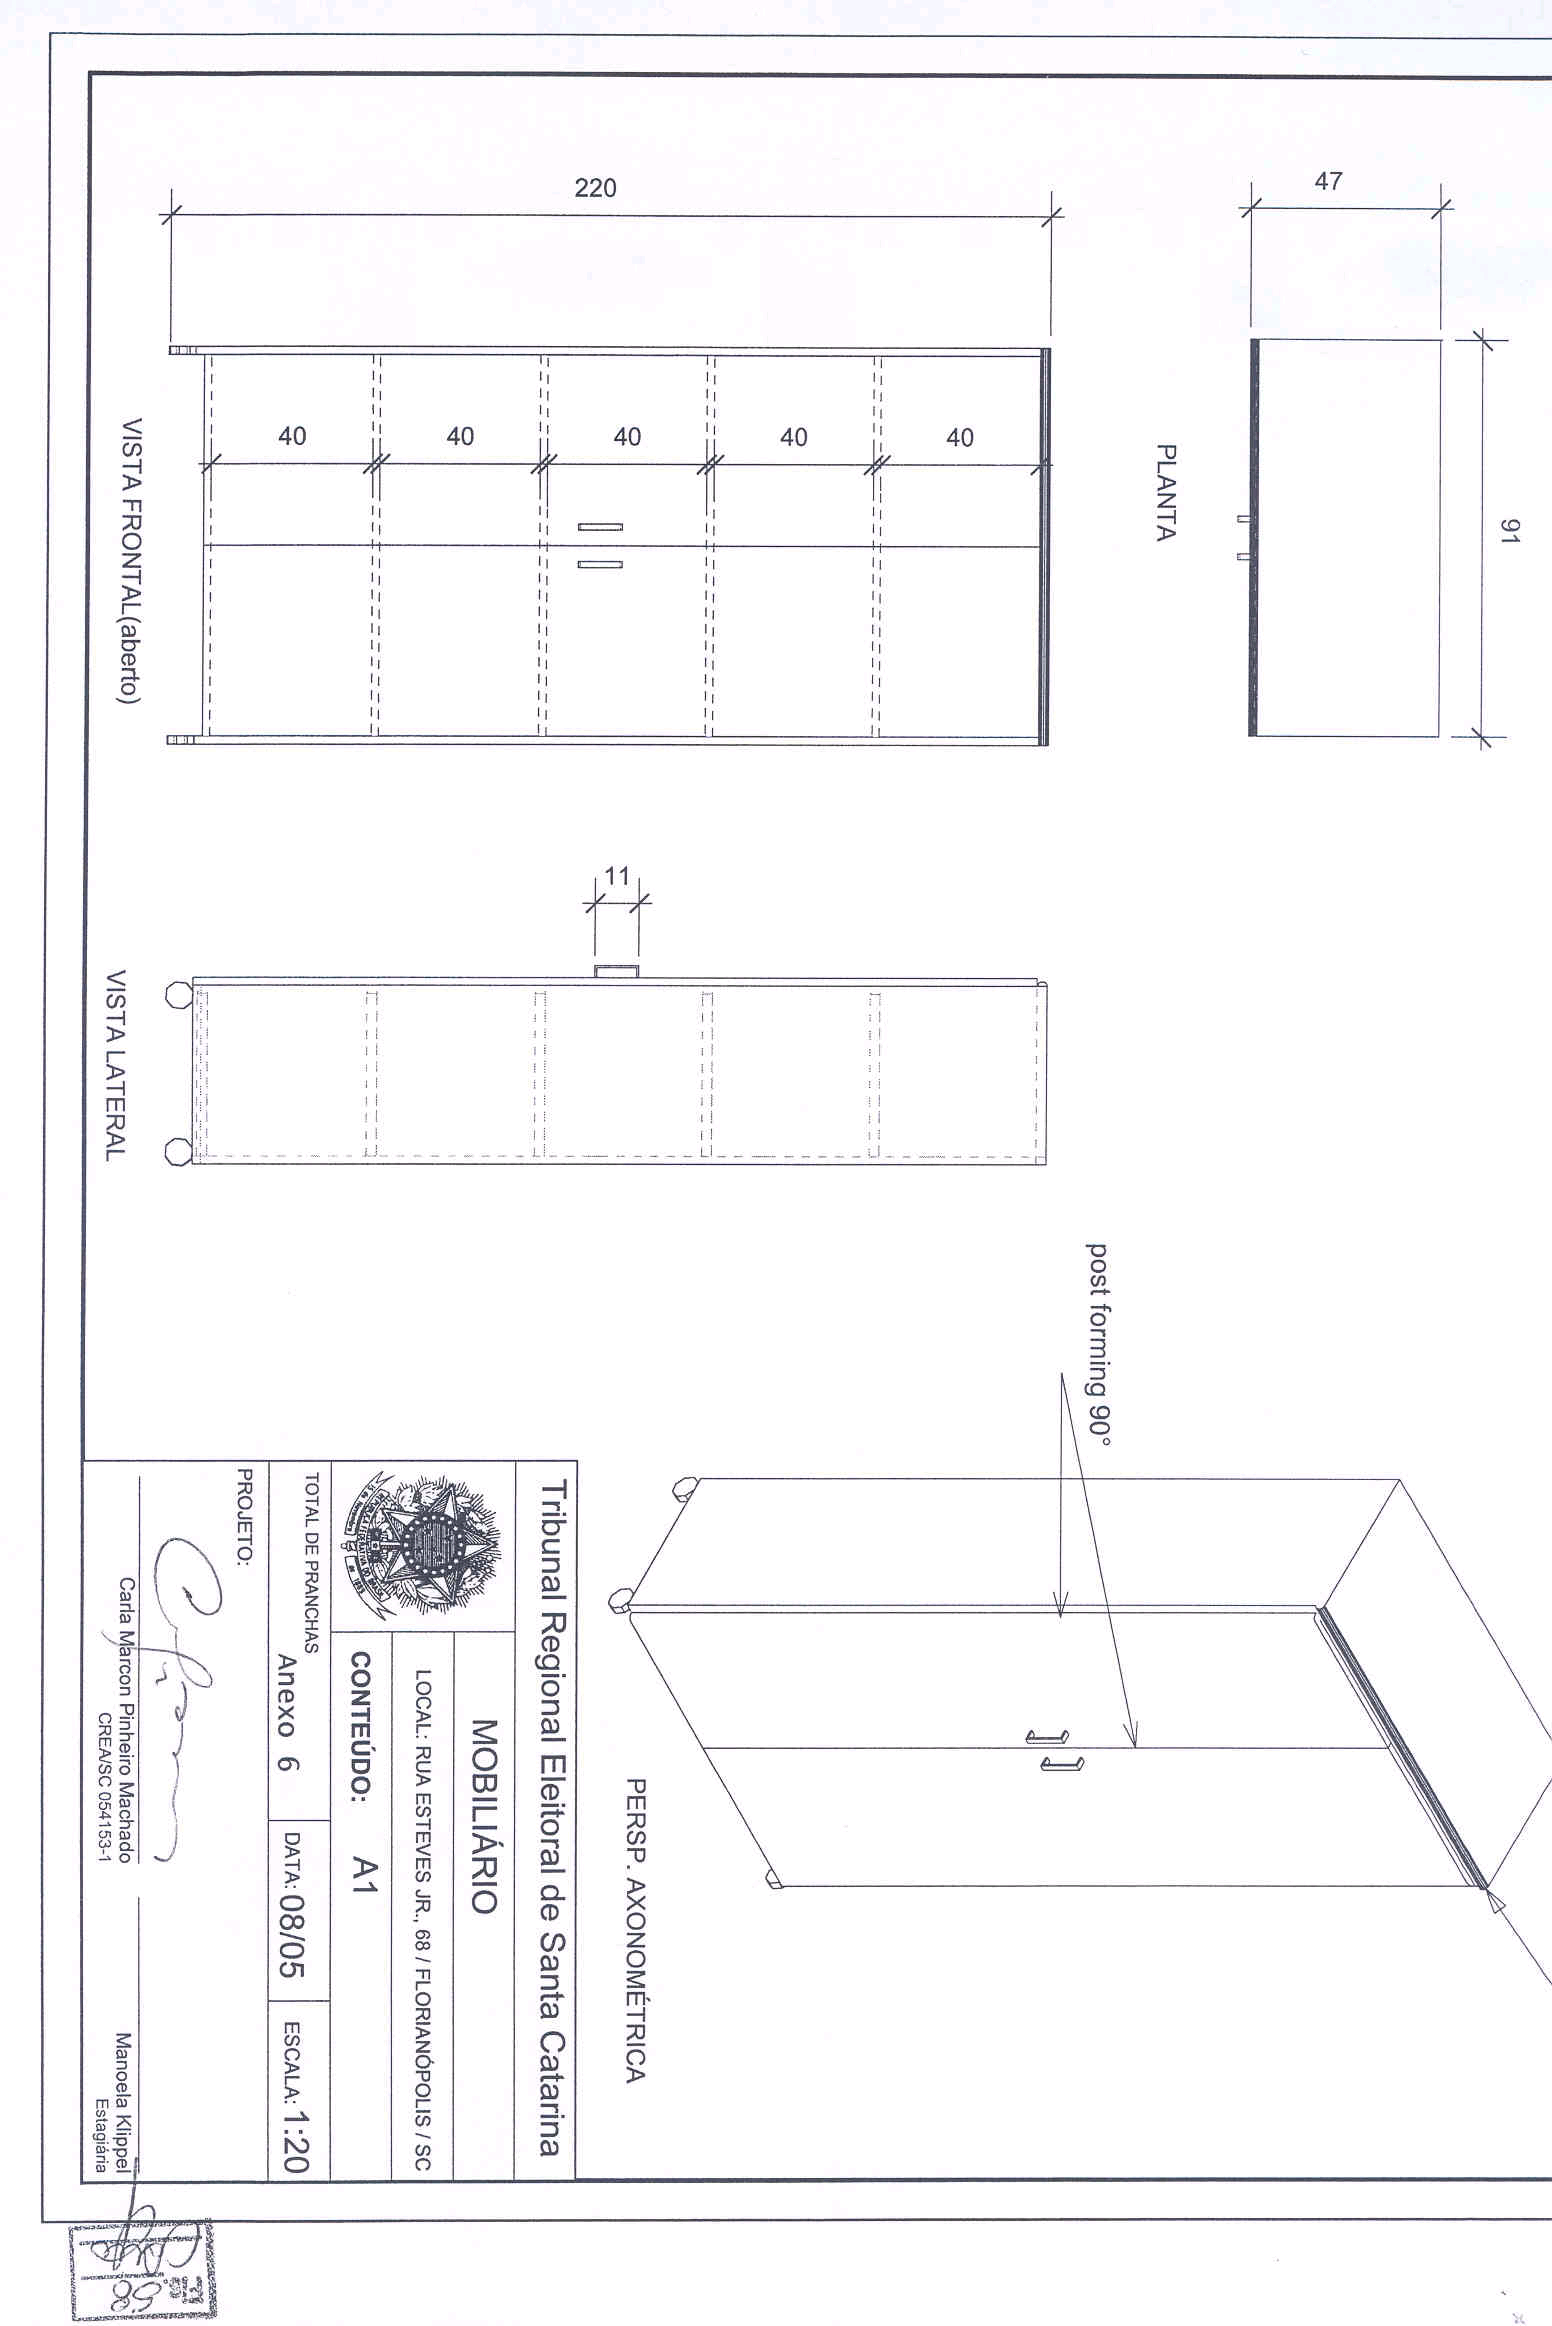 47
91
PLANTA
220
40
40
40
40
40
VISTA FRONTAL(aberto)
11
VISTA LATERAL
post forming 90°
PERSP. AXONOMÉTRICA
Tribunal Regional Eleitoral de Santa Catarina
MOBILIÁRIO
LOCAL: RUA ESTEVES JR., 68 / FLORIANÓPOLIS / SC
CONTEÚDO: A1
TOTAL DE PRANCHAS
Anexo 6
DATA: 08/05
ESCALA: 1:20
PROJETO:
Carla Marcon Pinheiro Machado
CREA/SC 054153-1
Manoela Klippel
Estagiária
58